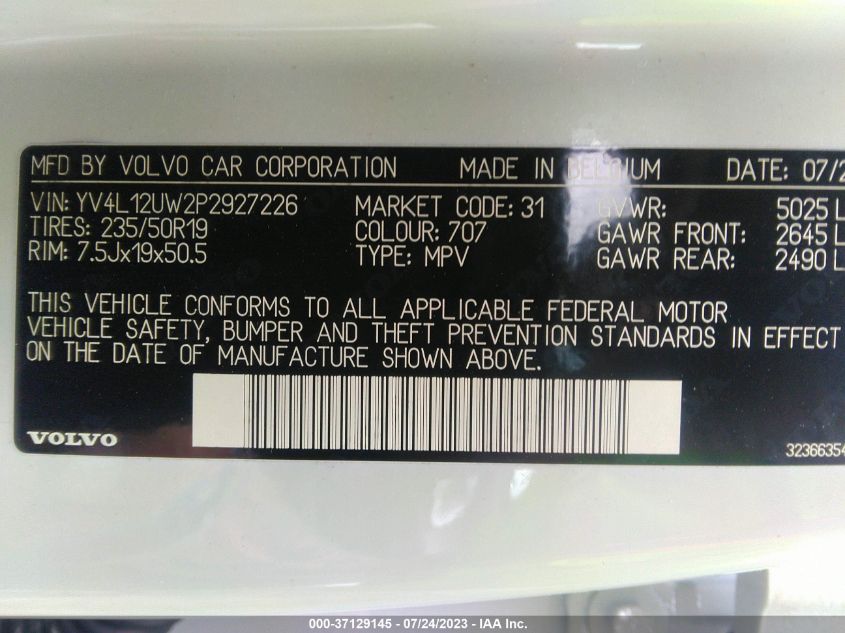 MFD BY VOLVO CAR CORPORATION MADE IN BELGIUM DATE: 07/2
VIN: YV4L12UW2P2927226 MARKET CODE: 31 GVWR: 5025 L
TIRES: 235/50R19 COLOUR: 707 GAWR FRONT: 2645 L
RIM: 7.5Jx19x50.5 TYPE: MPV GAWR REAR: 2490 L
THIS VEHICLE CONFORMS TO ALL APPLICABLE FEDERAL MOTOR
VEHICLE SAFETY, BUMPER AND THEFT PREVENTION STANDARDS IN EFFECT
ON THE DATE OF MANUFACTURE SHOWN ABOVE.
VOLVO
32366354
000-37129145 - 07/24/2023 - IAA Inc.